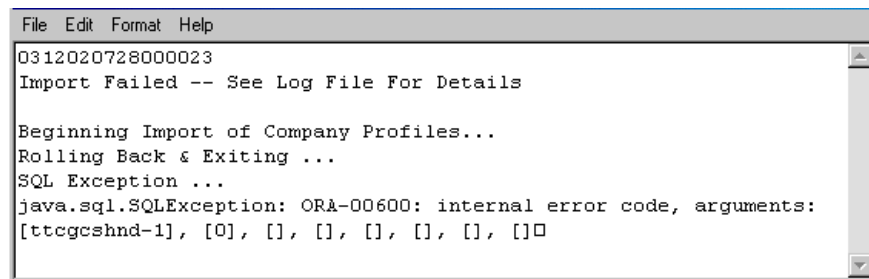 File Edit Format Help
0312020728000023
Import Failed -- See Log File For Details
Beginning Import of Company Profiles...
Rolling Back & Exiting ...
SQL Exception ...
java.sql.SQLException: ORA-00600: internal error code, arguments:
[ttcgcshnd-1], [0], [], [], [], [], [], []□